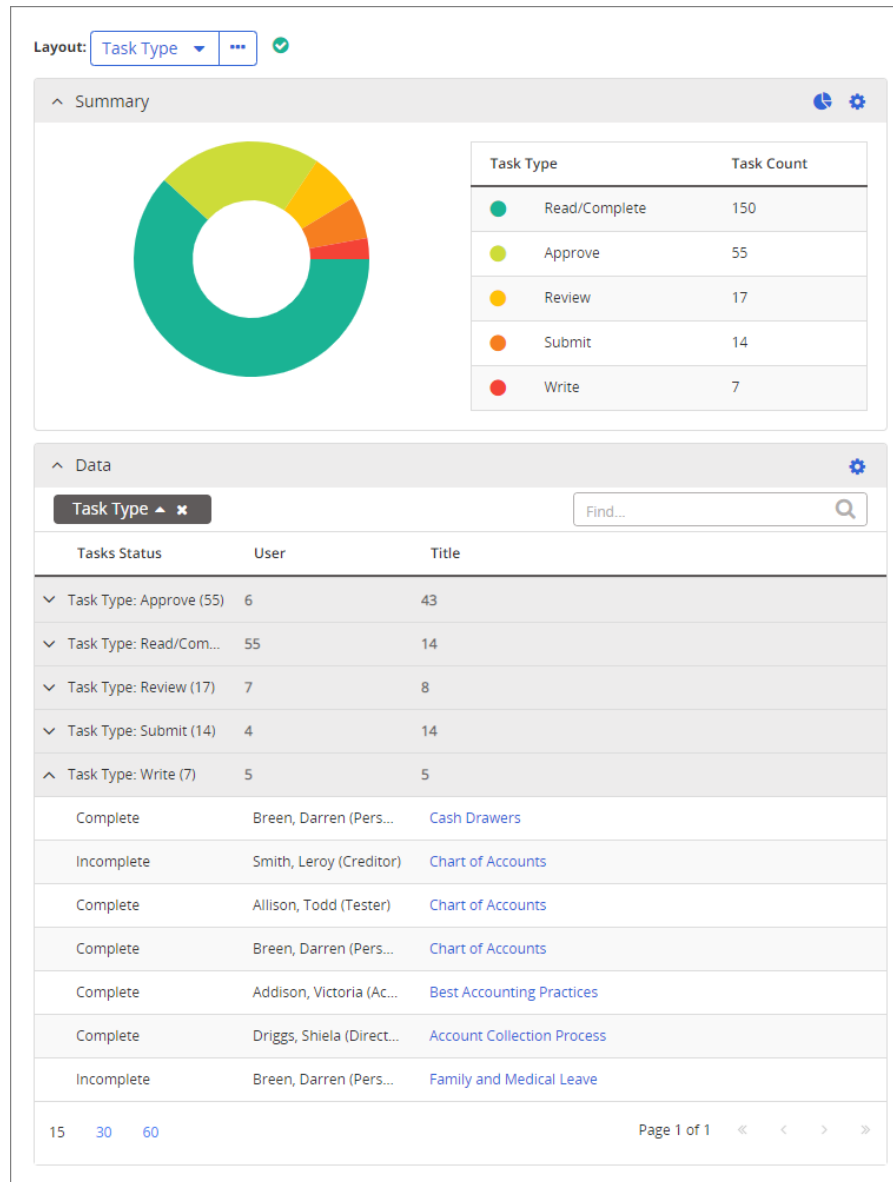 Layout: Task Type
Summary
Task Type Task Count
Read/Complete 150
Approve 55
Review 17
Submit 14
Write 7
Data
Task Type
Find...
Tasks Status User Title
Task Type: Approve (55) 6 43
Task Type: Read/Com... 55 14
Task Type: Review (17) 7 8
Task Type: Submit (14) 4 14
Task Type: Write (7) 5 5
Complete Breen, Darren (Pers... Cash Drawers
Incomplete Smith, Leroy (Creditor) Chart of Accounts
Complete Allison, Todd (Tester) Chart of Accounts
Complete Breen, Darren (Pers... Chart of Accounts
Complete Addison, Victoria (Ac... Best Accounting Practices
Complete Driggs, Shiela (Direct... Account Collection Process
Incomplete Breen, Darren (Pers... Family and Medical Leave
15 30 60 Page 1 of 1